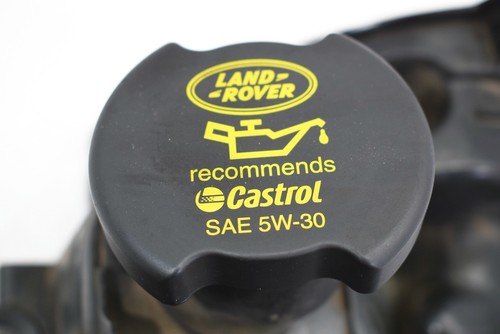 LAND
ROVER
recommends
Castrol
SAE 5W-30